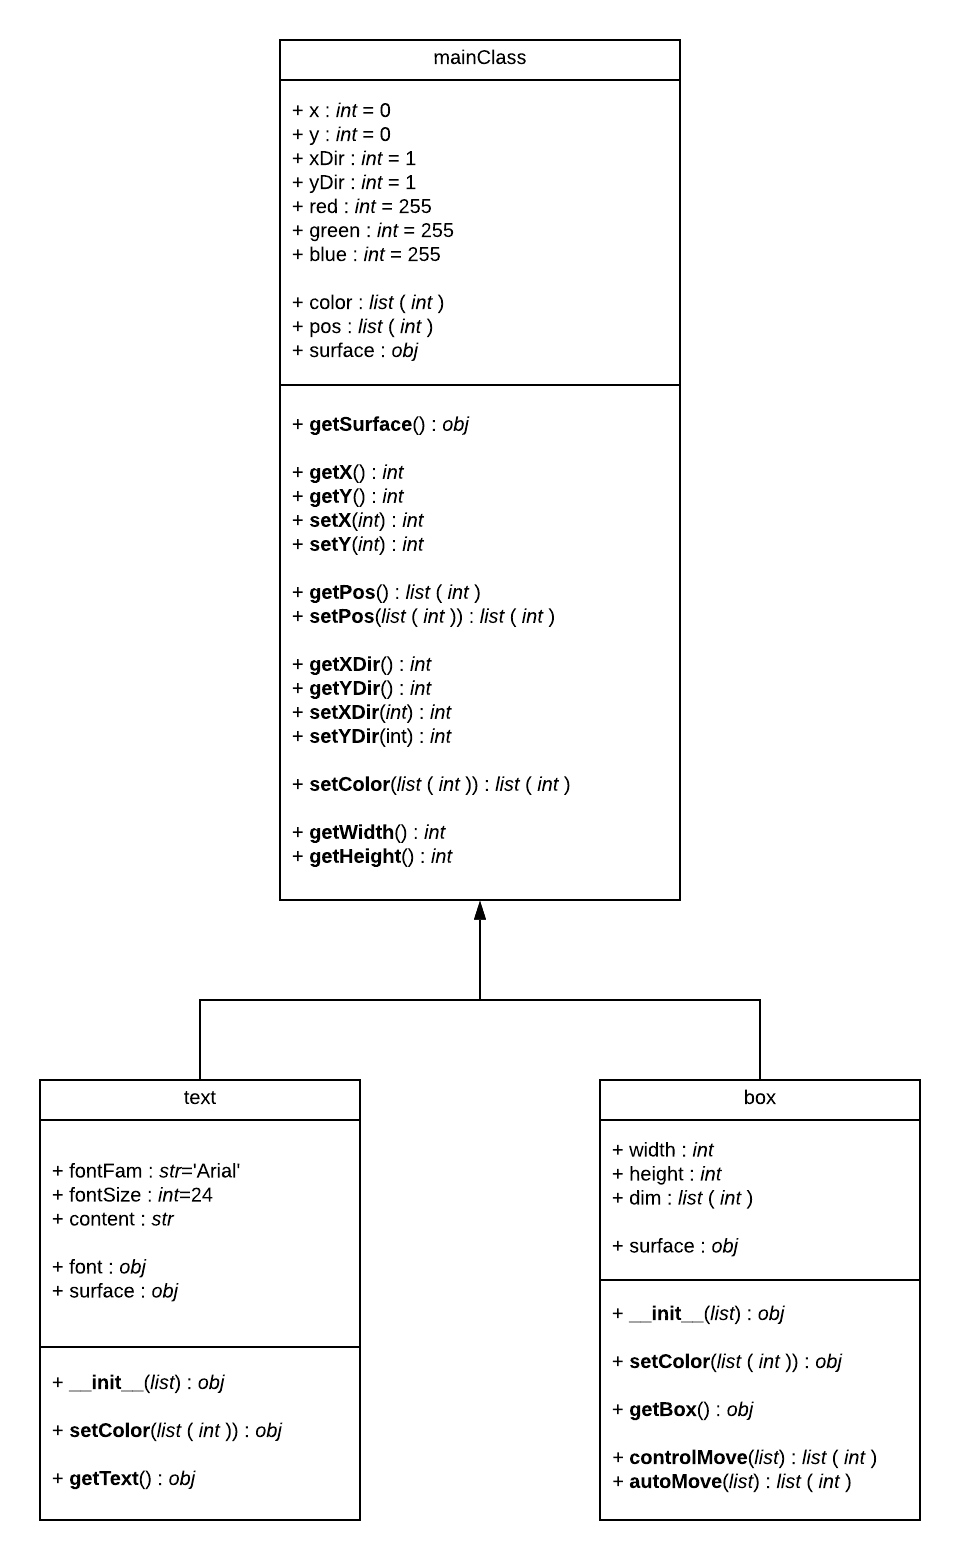 mainClass
+ x : int = 0
+ y : int = 0
+ xDir : int = 1
+ yDir : int = 1
+ red : int = 255
+ green : int = 255
+ blue : int = 255
+ color : list ( int )
+ pos : list ( int )
+ surface : obj
+ getSurface() : obj
+ getX() : int
+ getY() : int
+ setX(int) : int
+ setY(int) : int
+ getPos() : list ( int )
+ setPos(list ( int )) : list ( int )
+ getXDir() : int
+ getYDir() : int
+ setXDir(int) : int
+ setYDir(int) : int
+ setColor(list ( int )) : list ( int )
+ getWidth() : int
+ getHeight() : int
text
+ fontFam : str='Arial'
+ fontSize : int=24
+ content : str
+ font : obj
+ surface : obj
+ __init__(list) : obj
+ setColor(list ( int )) : obj
+ getText() : obj
box
+ width : int
+ height : int
+ dim : list ( int )
+ surface : obj
+ __init__(list) : obj
+ setColor(list ( int )) : obj
+ getBox() : obj
+ controlMove(list) : list ( int )
+ autoMove(list) : list ( int )